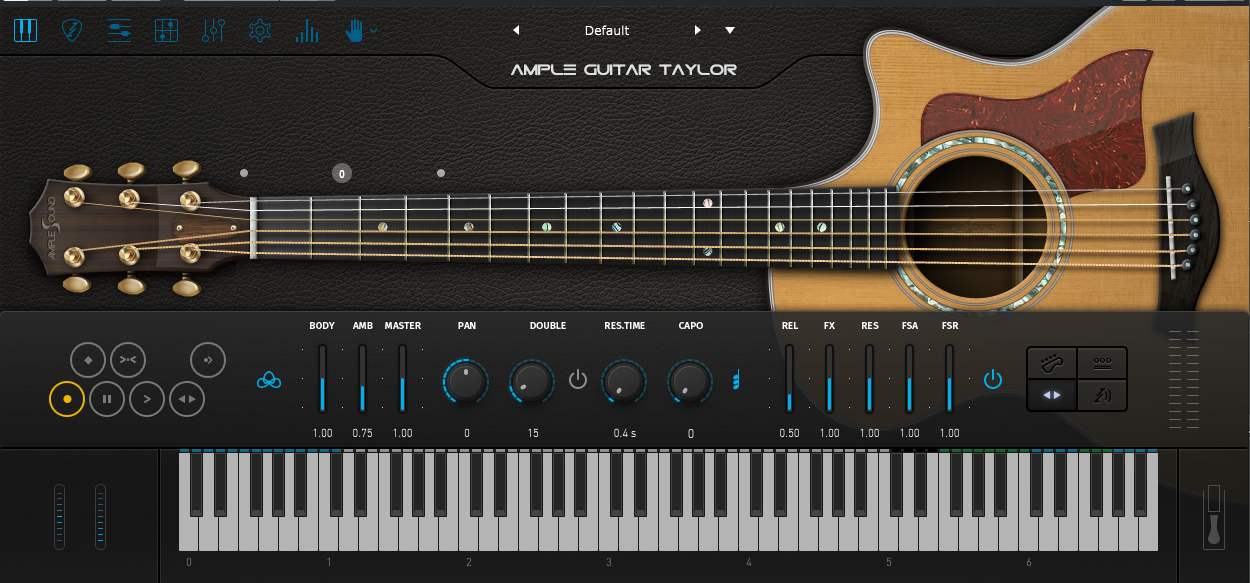 Default
AMPLE GUITAR TAYLOR
0
AMPLE SOUND
BODY AMB MASTER PAN DOUBLE RES.TIME CAPO REL FX RES FSA FSR
1.00 0.75 1.00 0 15 0.4 s 0 0.50 1.00 1.00 1.00 1.00
0 1 2 3 4 5 6